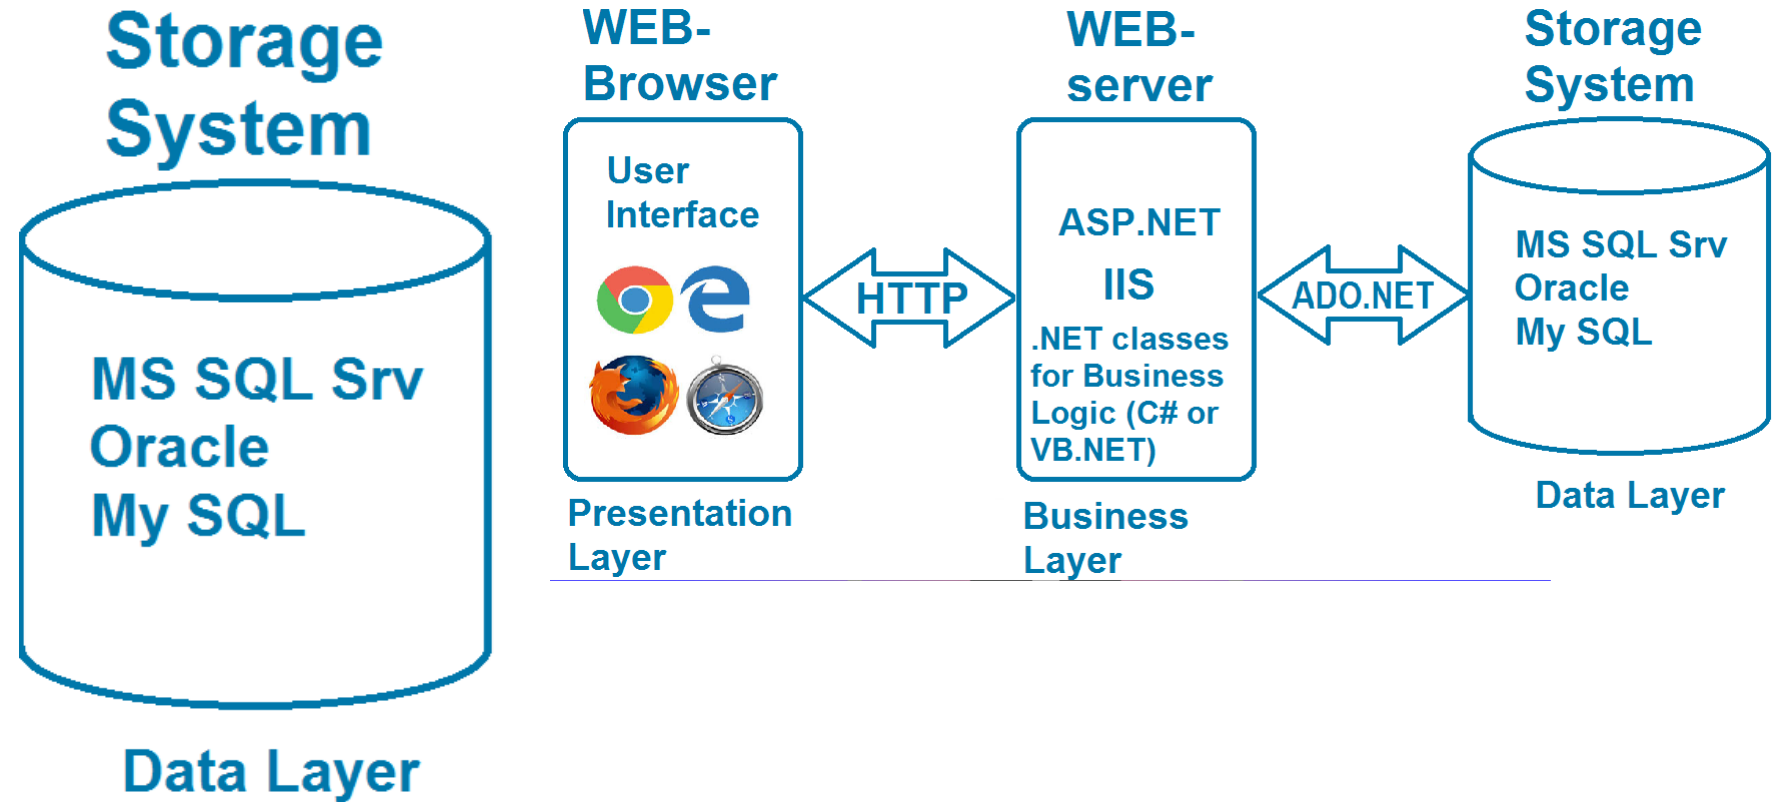 Storage
System
MS SQL Srv
Oracle
My SQL
Data Layer
WEB-
Browser
User
Interface
Presentation
Layer
HTTP
WEB-
server
ASP.NET
IIS
.NET classes
for Business
Logic (C# or
VB.NET)
Business
Layer
ADO.NET
Storage
System
MS SQL Srv
Oracle
My SQL
Data Layer